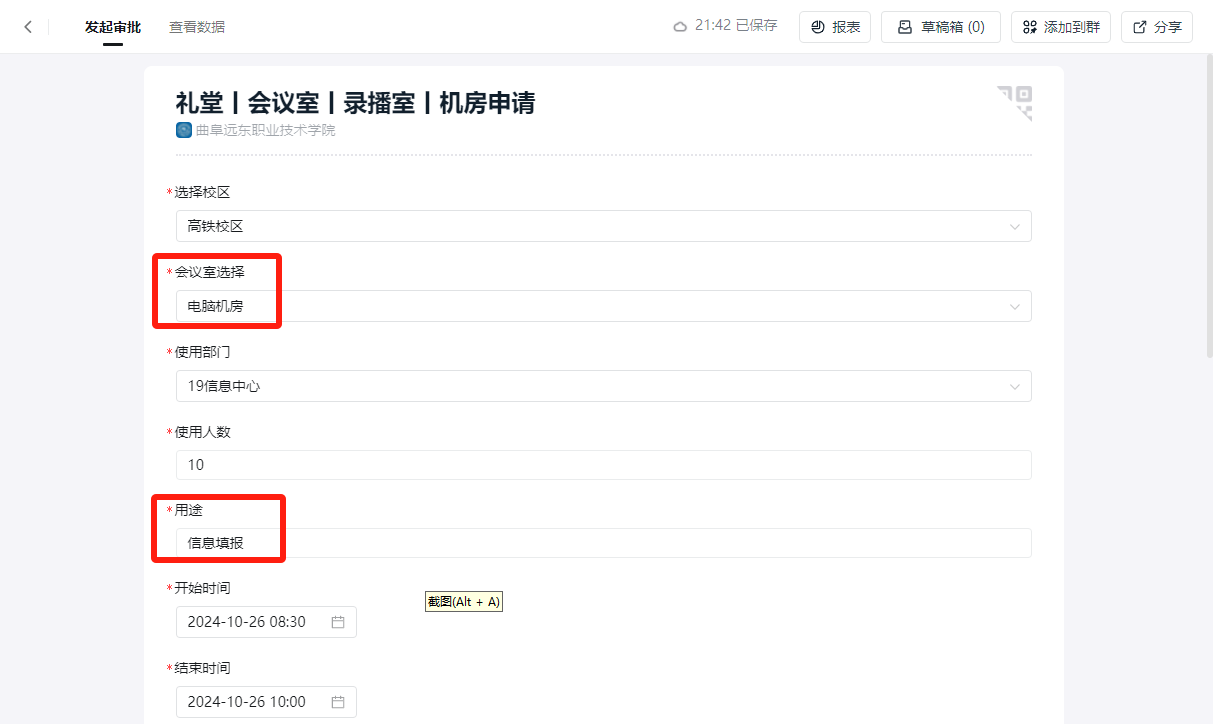 发起审批 查看数据 21:42 已保存 报表 草稿箱 (0) 添加到群 分享
礼堂丨会议室丨录播室丨机房申请
曲阜远东职业技术学院
*选择校区
高铁校区
*会议室选择
电脑机房
*使用部门
19信息中心
*使用人数
10
*用途
信息填报
*开始时间
截图(Alt + A)
2024-10-26 08:30
*结束时间
2024-10-26 10:00